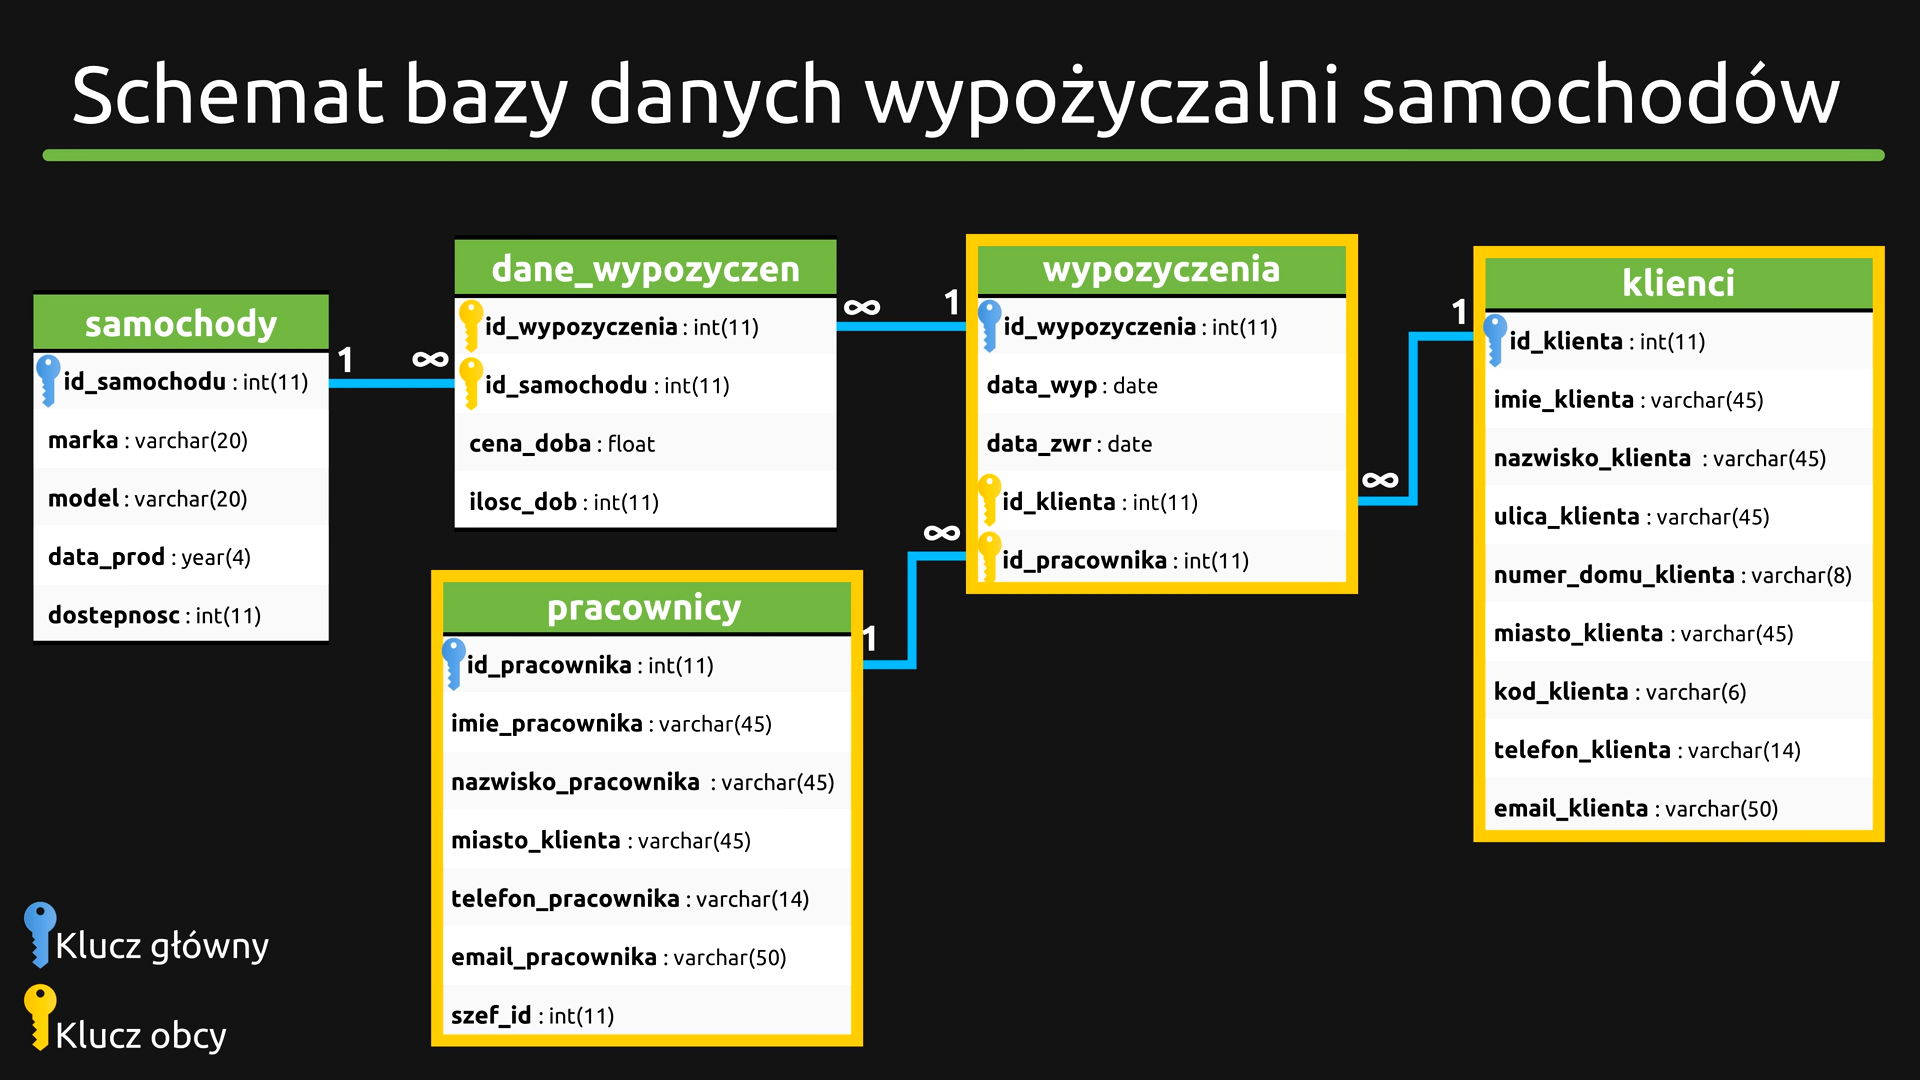 Schemat bazy danych wypożyczalni samochodów
samochody
id_samochodu : int(11)
marka : varchar(20)
model : varchar(20)
data_prod : year(4)
dostepnosc : int(11)
1
∞
dane_wypozyczen
id_wypozyczenia : int(11)
id_samochodu : int(11)
cena_doba : float
ilosc_dob : int(11)
∞
1
wypozyczenia
id_wypozyczenia : int(11)
data_wyp : date
data_zwr : date
id_klienta : int(11)
id_pracownika : int(11)
∞
1
klienci
id_klienta : int(11)
imie_klienta : varchar(45)
nazwisko_klienta : varchar(45)
ulica_klienta : varchar(45)
numer_domu_klienta : varchar(8)
miasto_klienta : varchar(45)
kod_klienta : varchar(6)
telefon_klienta : varchar(14)
email_klienta : varchar(50)
∞
1
pracownicy
id_pracownika : int(11)
imie_pracownika : varchar(45)
nazwisko_pracownika : varchar(45)
miasto_klienta : varchar(45)
telefon_pracownika : varchar(14)
email_pracownika : varchar(50)
szef_id : int(11)
Klucz główny
Klucz obcy